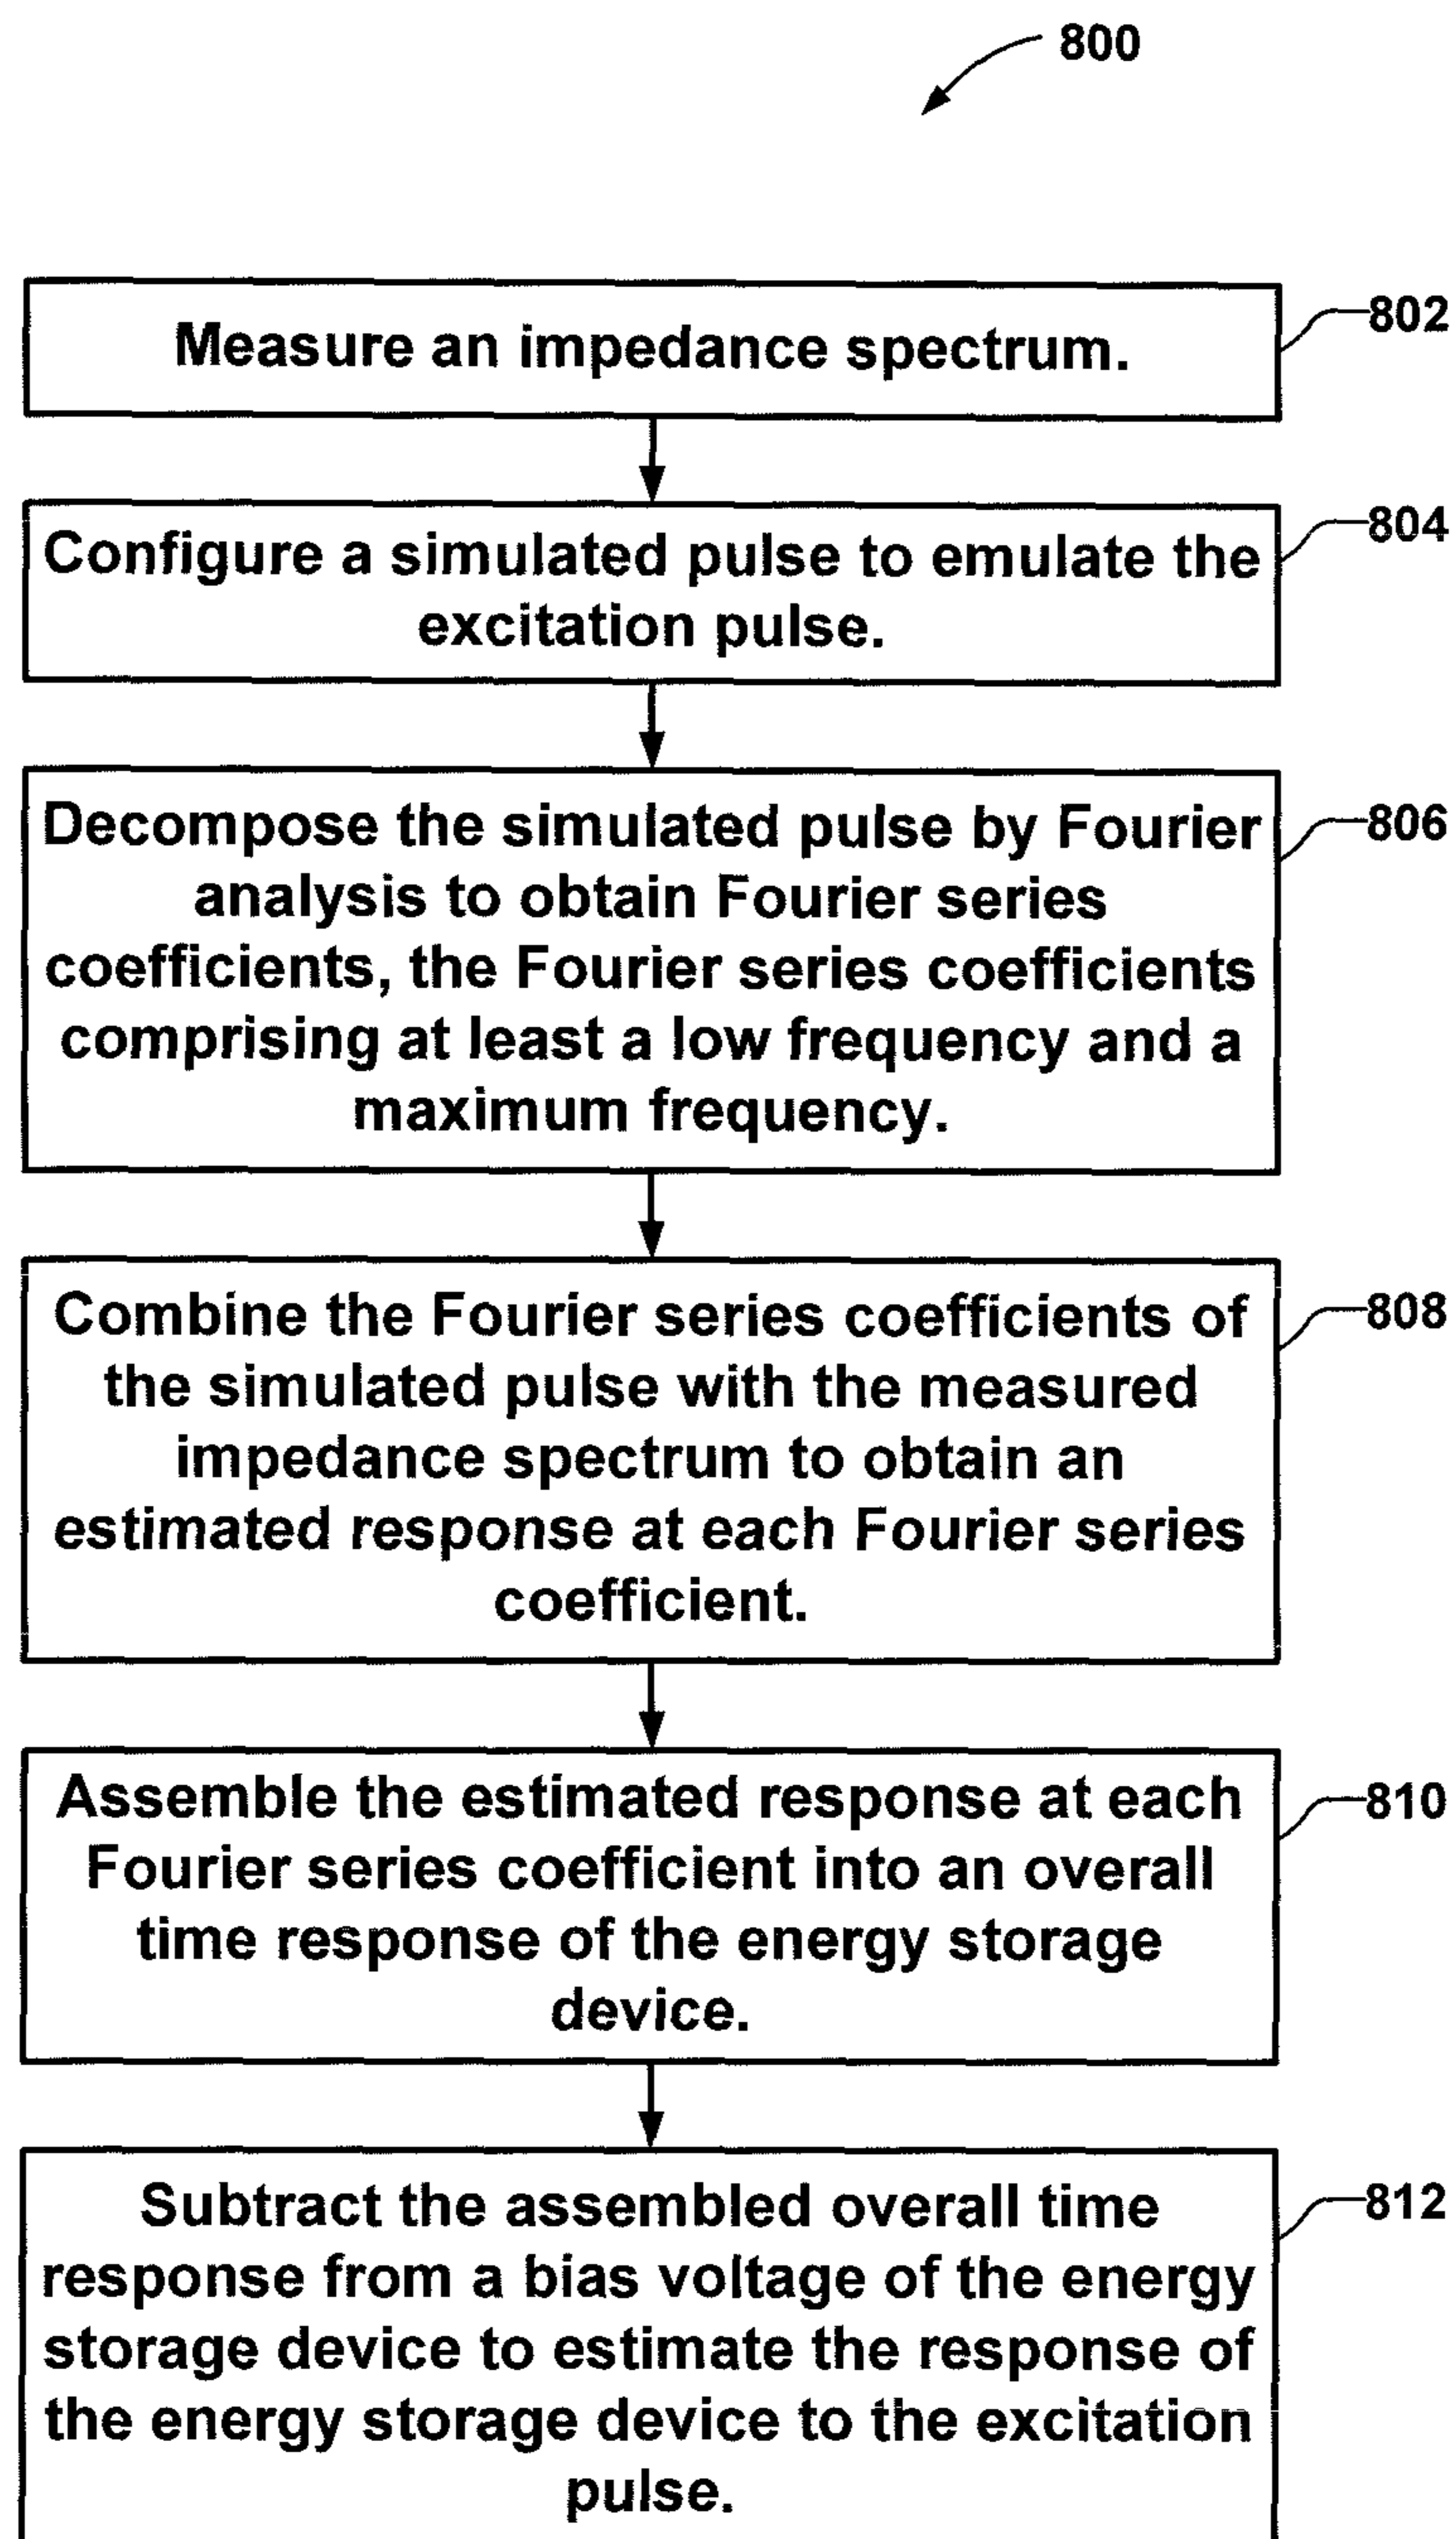 800
Measure an impedance spectrum.
802
Configure a simulated pulse to emulate the
excitation pulse.
804
Decompose the simulated pulse by Fourier
analysis to obtain Fourier series
coefficients, the Fourier series coefficients
comprising at least a low frequency and a
maximum frequency.
806
Combine the Fourier series coefficients of
the simulated pulse with the measured
impedance spectrum to obtain an
estimated response at each Fourier series
coefficient.
808
Assemble the estimated response at each
Fourier series coefficient into an overall
time response of the energy storage
device.
810
Subtract the assembled overall time
response from a bias voltage of the energy
storage device to estimate the response of
the energy storage device to the excitation
pulse.
812